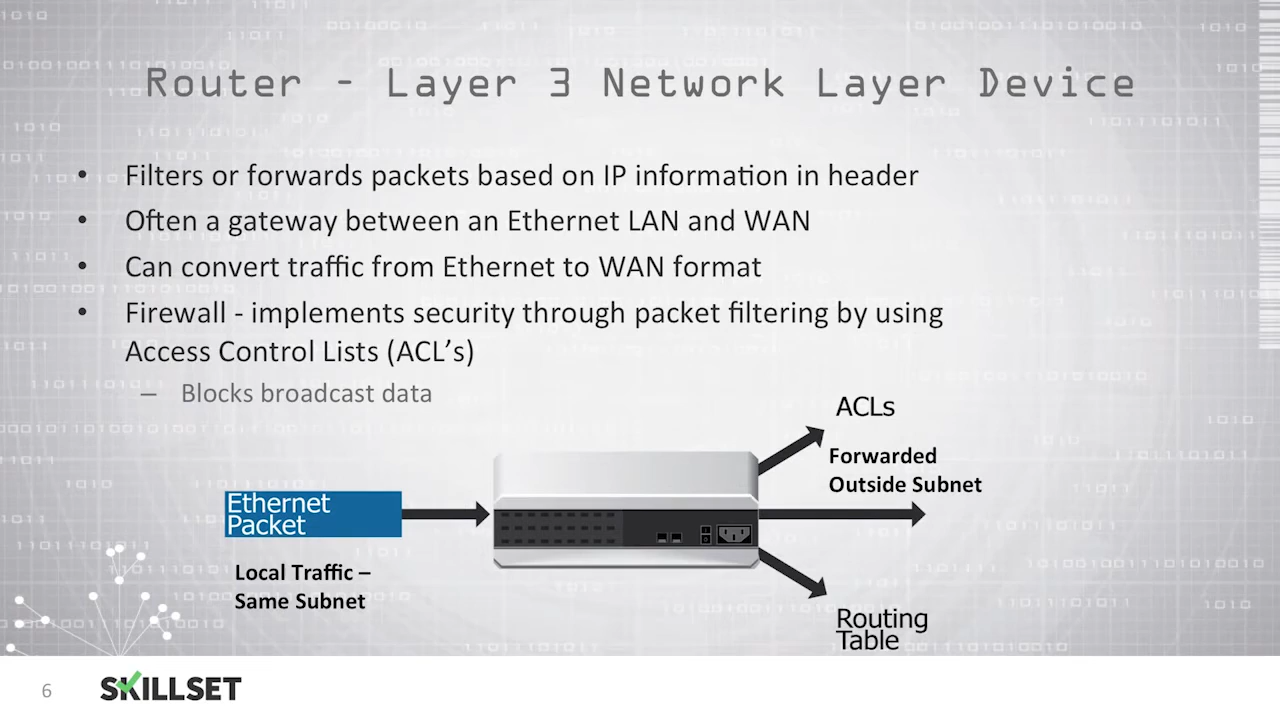 Router - Layer 3 Network Layer Device
• Filters or forwards packets based on IP information in header
• Often a gateway between an Ethernet LAN and WAN
• Can convert traffic from Ethernet to WAN format
• Firewall - implements security through packet filtering by using
Access Control Lists (ACL’s)
– Blocks broadcast data
ACLs
Forwarded
Outside Subnet
Ethernet
Packet
Local Traffic –
Same Subnet
Routing
Table
6
SKILLSET